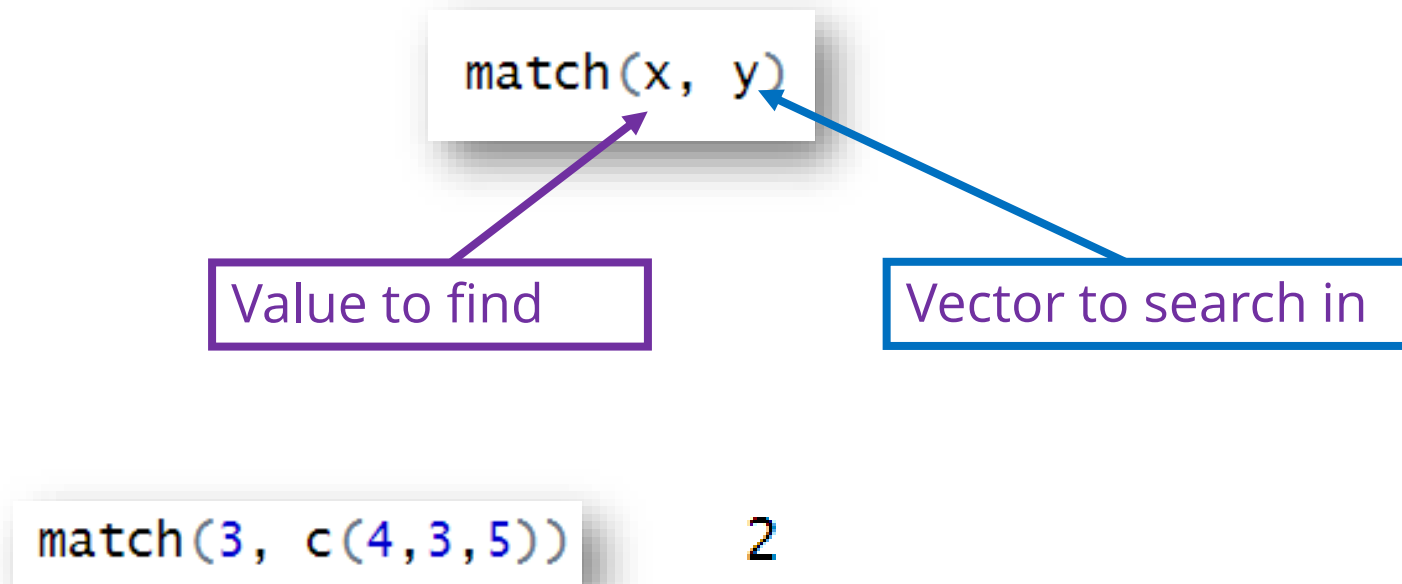 match(x, y)
Value to find
Vector to search in
match(3, c(4,3,5))
2